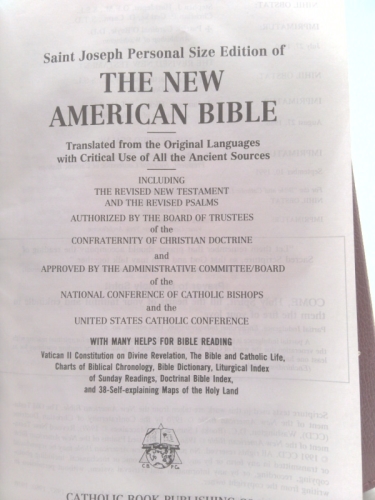 Saint Joseph Personal Size Edition of
THE NEW
AMERICAN BIBLE
Translated from the Original Languages
with Critical Use of All the Ancient Sources
INCLUDING
THE REVISED NEW TESTAMENT
AND THE REVISED PSALMS
AUTHORIZED BY THE BOARD OF TRUSTEES
of the
CONFRATERNITY OF CHRISTIAN DOCTRINE
and
APPROVED BY THE ADMINISTRATIVE COMMITTEE/BOARD
of the
NATIONAL CONFERENCE OF CATHOLIC BISHOPS
and the
UNITED STATES CATHOLIC CONFERENCE
WITH MANY HELPS FOR BIBLE READING
Vatican II Constitution on Divine Revelation, The Bible and Catholic Life,
Charts of Biblical Chronology, Bible Dictionary, Liturgical Index
of Sunday Readings, Doctrinal Bible Index,
and 38-Self-explaining Maps of the Holy Land
CATHOLIC BOOK PUBLISHING